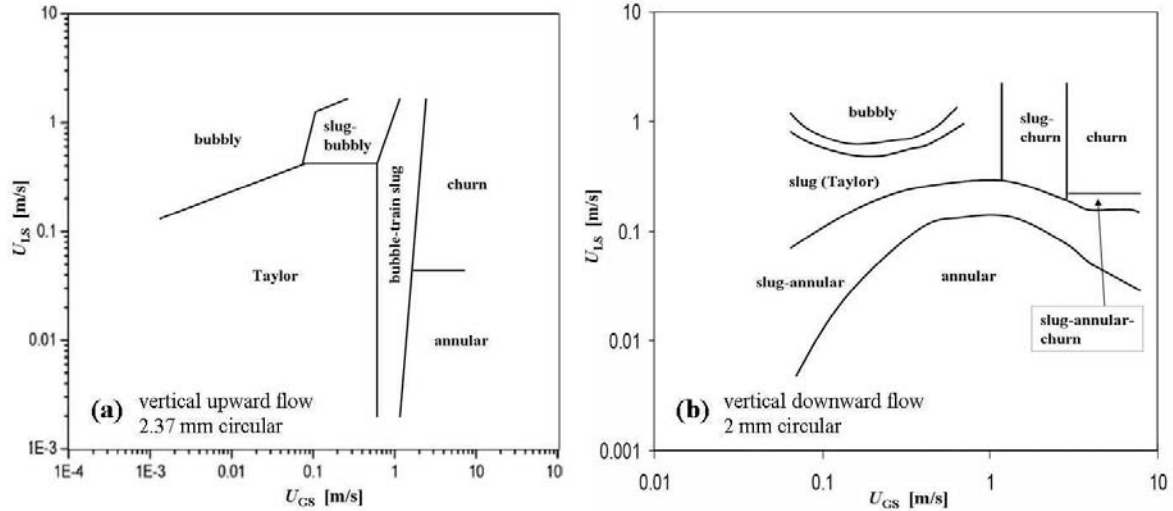 10
1
0.1
0.01
1E-3
1E-4
1E-3
0.01
0.1
1
10
U_LS [m/s]
U_GS [m/s]
bubbly
slug-
bubbly
bubble-train slug
churn
Taylor
annular
(a) vertical upward flow
2.37 mm circular
10
1
0.1
0.01
0.001
0.01
0.1
1
10
U_LS [m/s]
U_GS [m/s]
bubbly
slug-
churn
churn
slug (Taylor)
slug-annular
annular
slug-annular-
churn
(b) vertical downward flow
2 mm circular